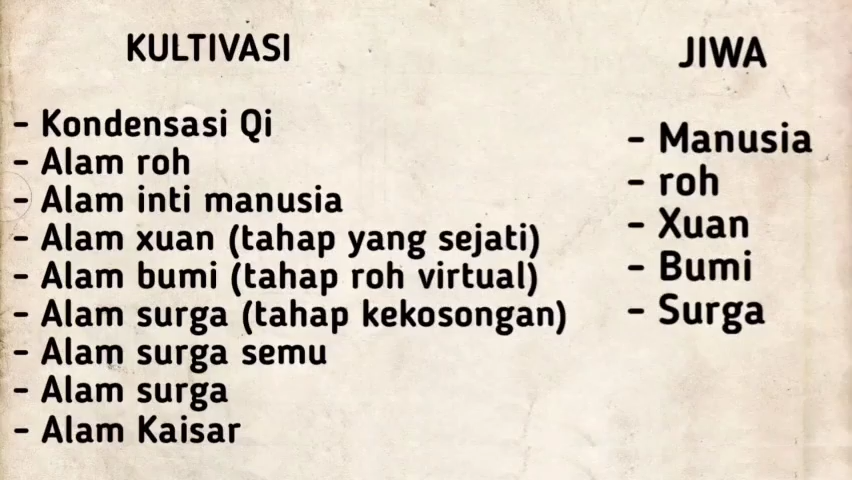 KULTIVASI
- Kondensasi Qi
- Alam roh
- Alam inti manusia
- Alam xuan (tahap yang sejati)
- Alam bumi (tahap roh virtual)
- Alam surga (tahap kekosongan)
- Alam surga semu
- Alam surga
- Alam Kaisar
JIWA
- Manusia
- roh
- Xuan
- Bumi
- Surga